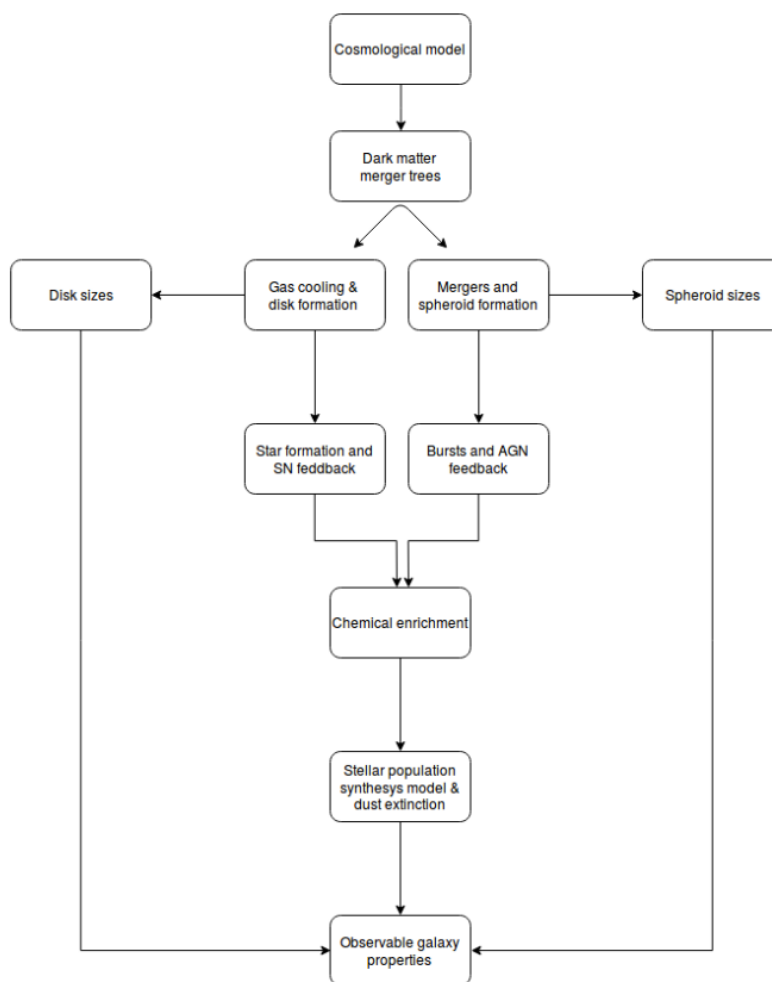 Cosmological model
Dark matter
merger trees
Disk sizes
Gas cooling &
disk formation
Mergers and
spheroid formation
Spheroid sizes
Star formation and
SN feddback
Bursts and AGN
feedback
Chemical enrichment
Stellar population
synthesys model &
dust extinction
Observable galaxy
properties